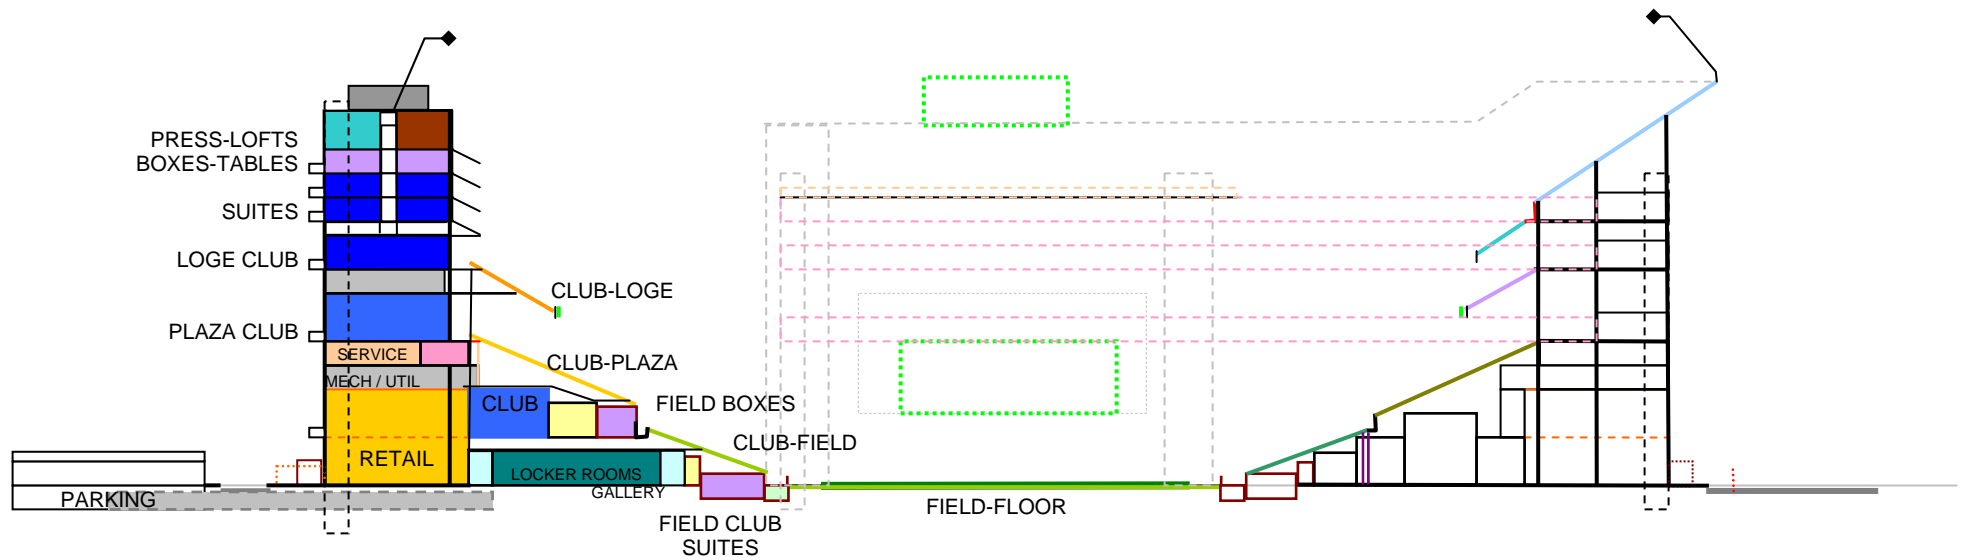 PRESS-LOFTS
BOXES-TABLES
SUITES
LOGE CLUB
CLUB-LOGE
PLAZA CLUB
SERVICE
CLUB-PLAZA
MECH / UTIL
CLUB
FIELD BOXES
CLUB-FIELD
RETAIL
LOCKER ROOMS
GALLERY
PARKING
FIELD-FLOOR
FIELD CLUB
SUITES